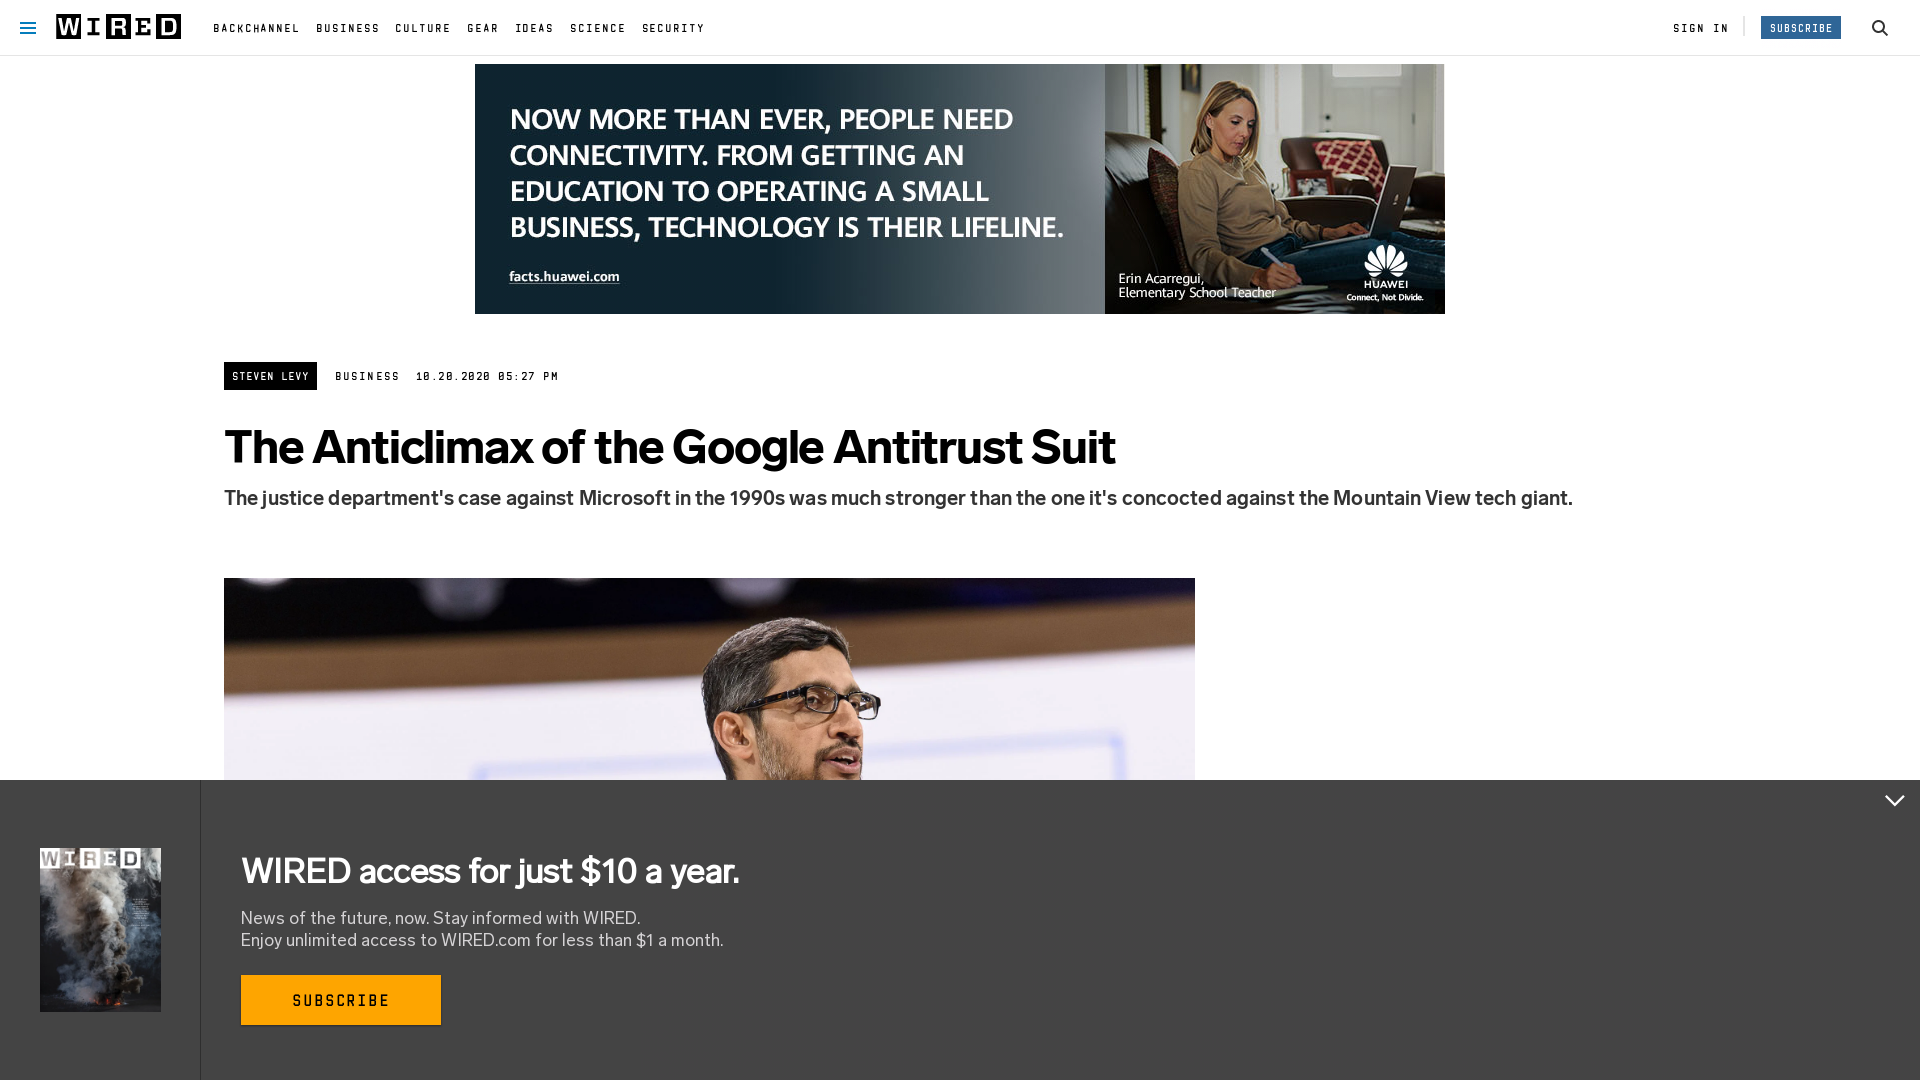 WIRED
BACKCHANNEL BUSINESS CULTURE GEAR IDEAS SCIENCE SECURITY
SIGN IN
SUBSCRIBE
NOW MORE THAN EVER, PEOPLE NEED
CONNECTIVITY. FROM GETTING AN
EDUCATION TO OPERATING A SMALL
BUSINESS, TECHNOLOGY IS THEIR LIFELINE.
facts.huawei.com
Erin Acarregui,
Elementary School Teacher
HUAWEI
Connect, Not Divide.
STEVEN LEVY BUSINESS 10.20.2020 05:27 PM
The Anticlimax of the Google Antitrust Suit
The justice department's case against Microsoft in the 1990s was much stronger than the one it's concocted against the Mountain View tech giant.
WIRED
WIRED access for just $10 a year.
News of the future, now. Stay informed with WIRED.
Enjoy unlimited access to WIRED.com for less than $1 a month.
SUBSCRIBE